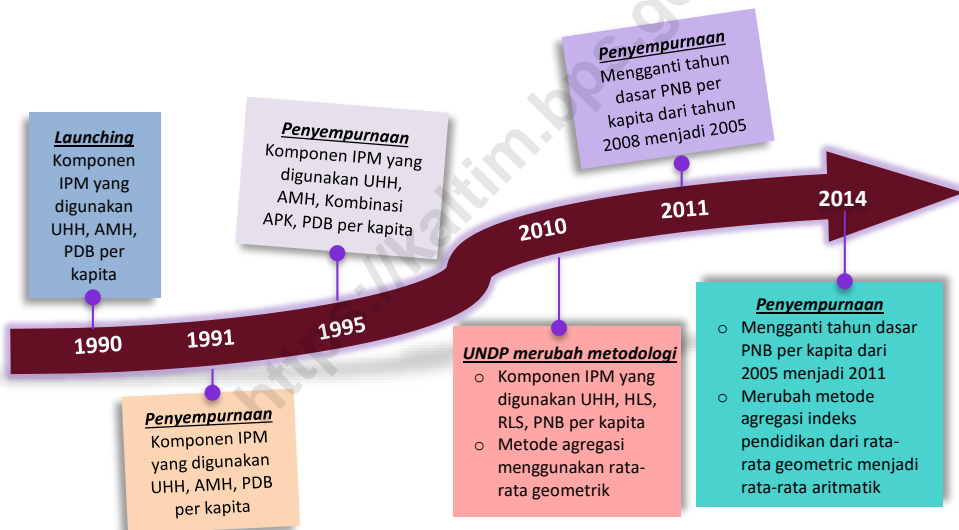 Launching
Komponen
IPM yang
digunakan
UHH, AMH,
PDB per
kapita
1990
1991
Penyempurnaan
Komponen IPM
yang digunakan
UHH, AMH, PDB
per kapita
Penyempurnaan
Komponen IPM yang
digunakan UHH,
AMH, Kombinasi
APK, PDB per kapita
1995
2010
UNDP merubah metodologi
○ Komponen IPM yang
digunakan UHH, HLS,
RLS, PNB per kapita
○ Metode agregasi
menggunakan rata-
rata geometrik
Penyempurnaan
Mengganti tahun
dasar PNB per
kapita dari tahun
2008 menjadi 2005
2011
2014
Penyempurnaan
○ Mengganti tahun dasar
PNB per kapita dari
2005 menjadi 2011
○ Merubah metode
agregasi indeks
pendidikan dari rata-
rata geometric menjadi
rata-rata aritmatik
https://kaltim.bps.go